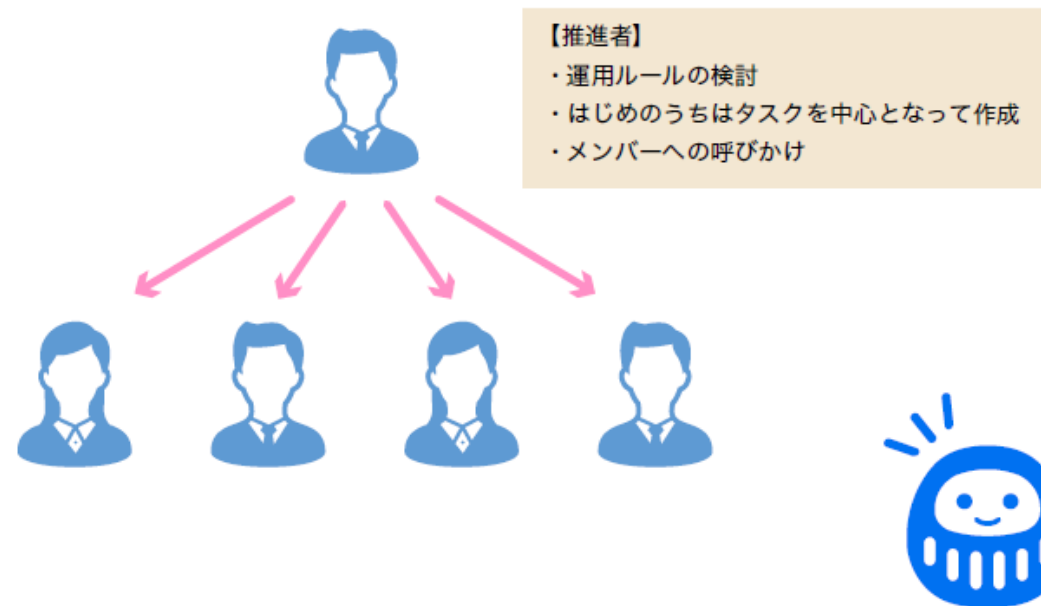 【推進者】
・運用ルールの検討
・はじめのうちはタスクを中心となって作成
・メンバーへの呼びかけ